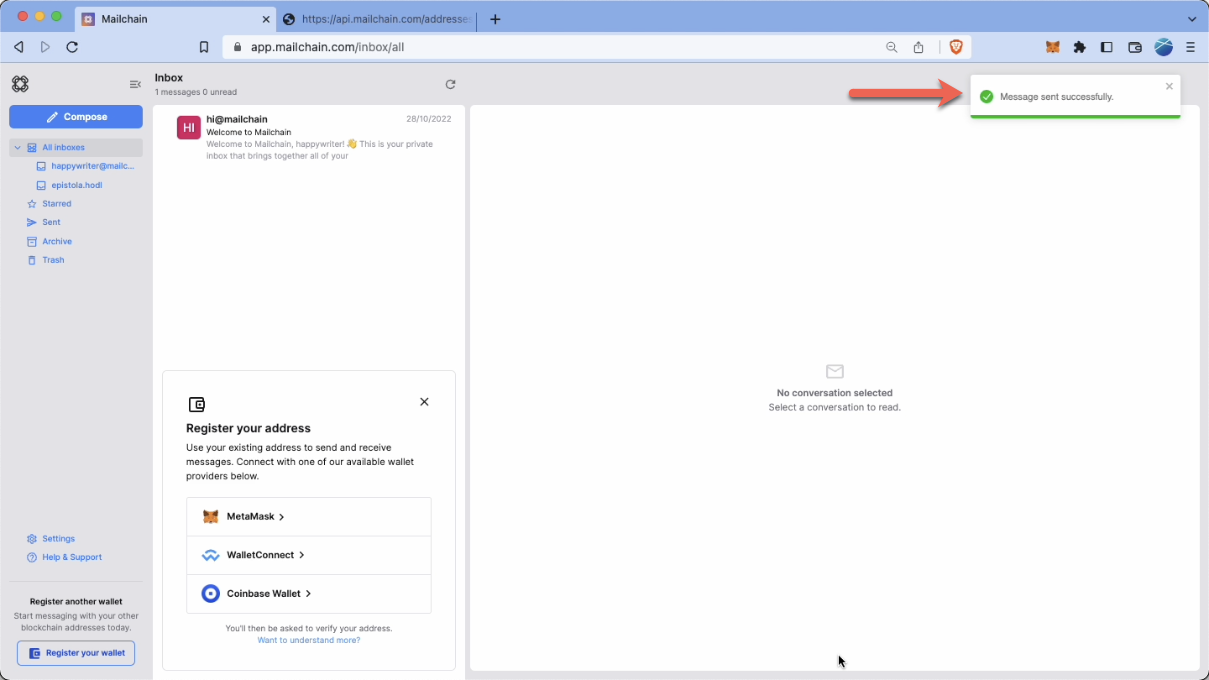 Mailchain
https://api.mailchain.com/addresses
app.mailchain.com/inbox/all
Inbox
1 messages 0 unread
Message sent successfully.
Compose
All inboxes
happywriter@mailc...
epistola.hodl
Starred
Sent
Archive
Trash
HI
hi@mailchain
28/10/2022
Welcome to Mailchain
Welcome to Mailchain, happywriter! 👋 This is your private
inbox that brings together all of your
No conversation selected
Select a conversation to read.
Register your address
Use your existing address to send and receive
messages. Connect with one of our available wallet
providers below.
MetaMask
WalletConnect
Coinbase Wallet
You'll then be asked to verify your address.
Want to understand more?
Settings
Help & Support
Register another wallet
Start messaging with your other
blockchain addresses today.
Register your wallet